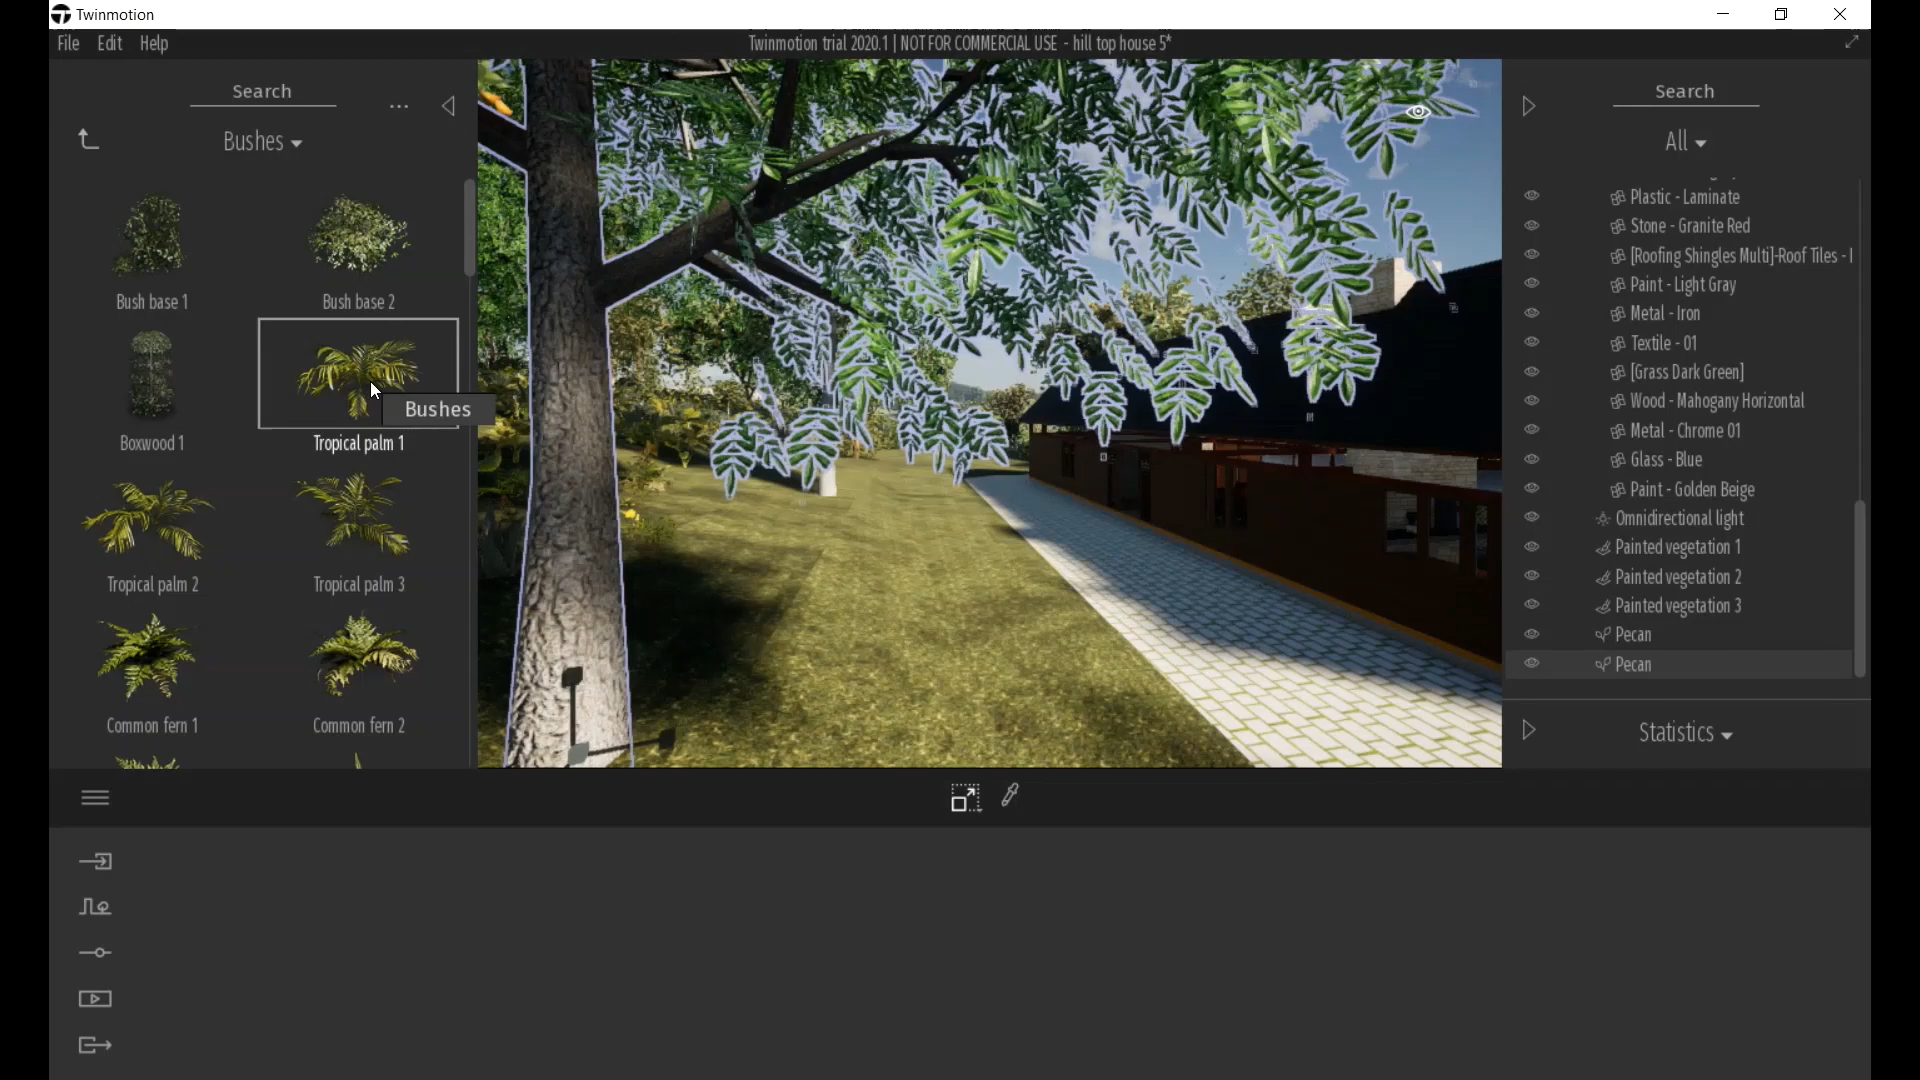 Twinmotion
File Edit Help
Twinmotion trial 2020.1 | NOT FOR COMMERCIAL USE - hill top house 5*
Search
...
Bushes
Bush base 1
Bush base 2
Boxwood 1
Tropical palm 1
Bushes
Tropical palm 2
Tropical palm 3
Common fern 1
Common fern 2
Search
All
Plastic - Laminate
Stone - Granite Red
[Roofing Shingles Multi]-Roof Tiles -
Paint - Light Gray
Metal - Iron
Textile - 01
[Grass Dark Green]
Wood - Mahogany Horizontal
Metal - Chrome 01
Glass - Blue
Paint - Golden Beige
Omnidirectional light
Painted vegetation 1
Painted vegetation 2
Painted vegetation 3
Pecan
Pecan
Statistics